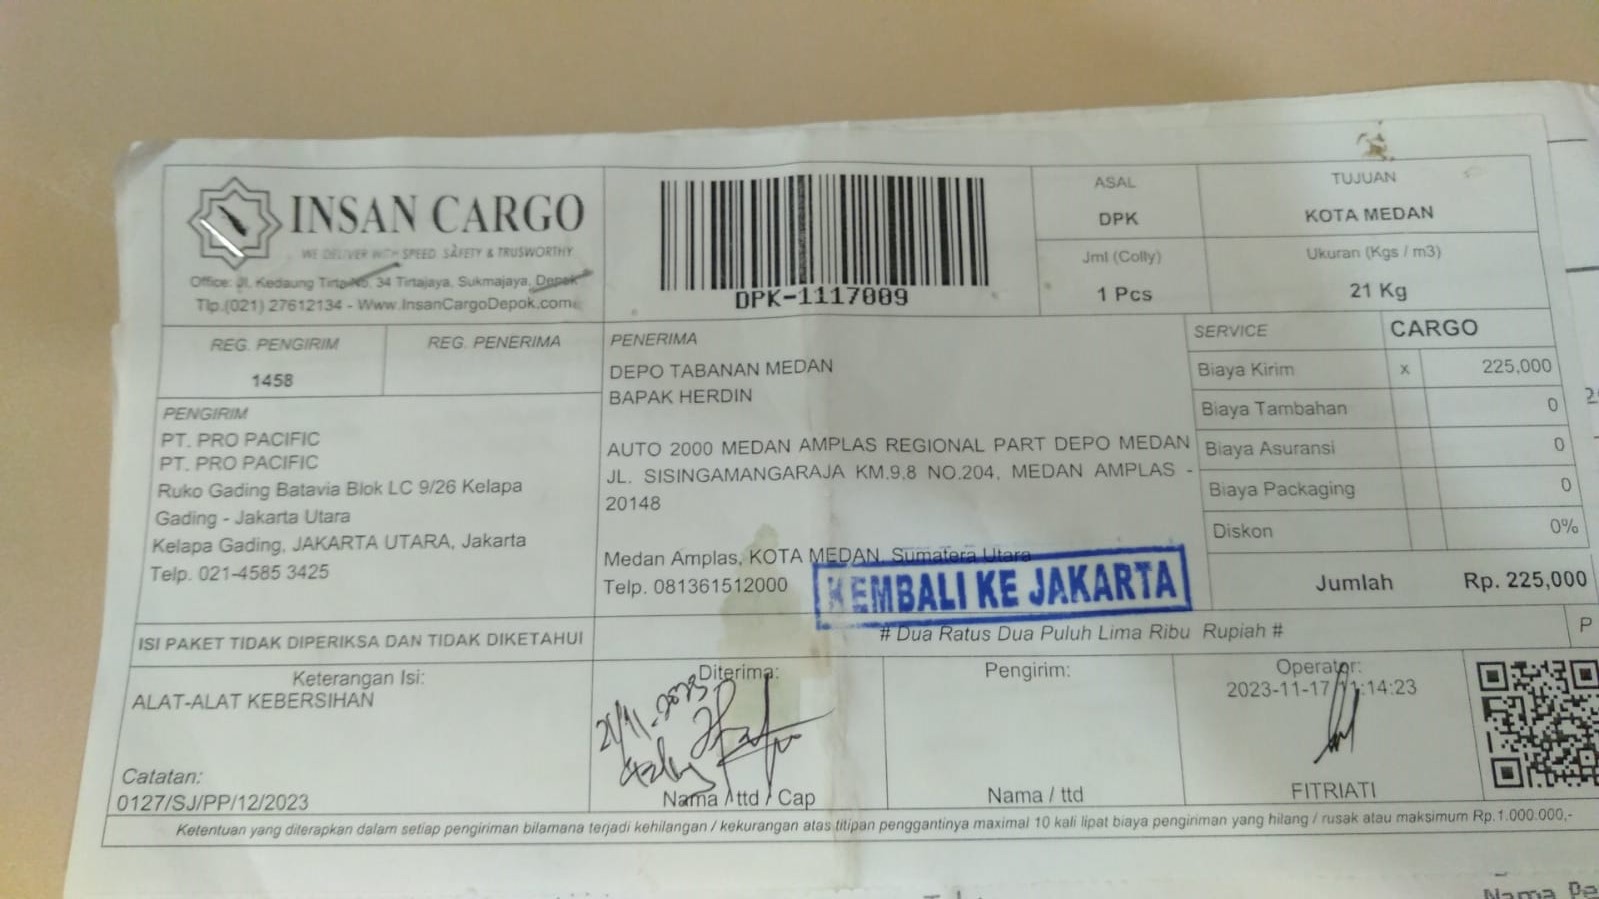 INSAN CARGO
WE DELIVER WITH SPEED, SAFETY & TRUSWORTHY
Office: Jl. Kedaung Tirta No. 34 Tirtajaya, Sukmajaya, Depok
Tlp.(021) 27612134 - Www.InsanCargoDepok.com
DPK-1117009
ASAL
DPK
TUJUAN
KOTA MEDAN
Jml (Colly)
1 Pcs
Ukuran (Kgs / m3)
21 Kg
REG. PENGIRIM
1458
REG. PENERIMA
PENGIRIM
PT. PRO PACIFIC
PT. PRO PACIFIC
Ruko Gading Batavia Blok LC 9/26 Kelapa
Gading - Jakarta Utara
Kelapa Gading, JAKARTA UTARA, Jakarta
Telp. 021-4585 3425
PENERIMA
DEPO TABANAN MEDAN
BAPAK HERDIN
AUTO 2000 MEDAN AMPLAS REGIONAL PART DEPO MEDAN
JL. SISINGAMANGARAJA KM.9,8 NO.204, MEDAN AMPLAS -
20148
Medan Amplas, KOTA MEDAN, Sumatera Utara
Telp. 081361512000
KEMBALI KE JAKARTA
SERVICE CARGO
Biaya Kirim x 225,000
Biaya Tambahan 0
Biaya Asuransi 0
Biaya Packaging 0
Diskon 0%
Jumlah Rp. 225,000
ISI PAKET TIDAK DIPERIKSA DAN TIDAK DIKETAHUI
# Dua Ratus Dua Puluh Lima Ribu Rupiah #
P
Keterangan Isi:
ALAT-ALAT KEBERSIHAN
Catatan:
0127/SJ/PP/12/2023
Diterima:
21/11-2023
Nama / ttd / Cap
Pengirim:
Nama / ttd
Operator:
2023-11-17 11:14:23
FITRIATI
Ketentuan yang diterapkan dalam setiap pengiriman bilamana terjadi kehilangan / kekurangan atas titipan penggantinya maximal 10 kali lipat biaya pengiriman yang hilang / rusak atau maksimum Rp.1.000.000,-
Nama Pe